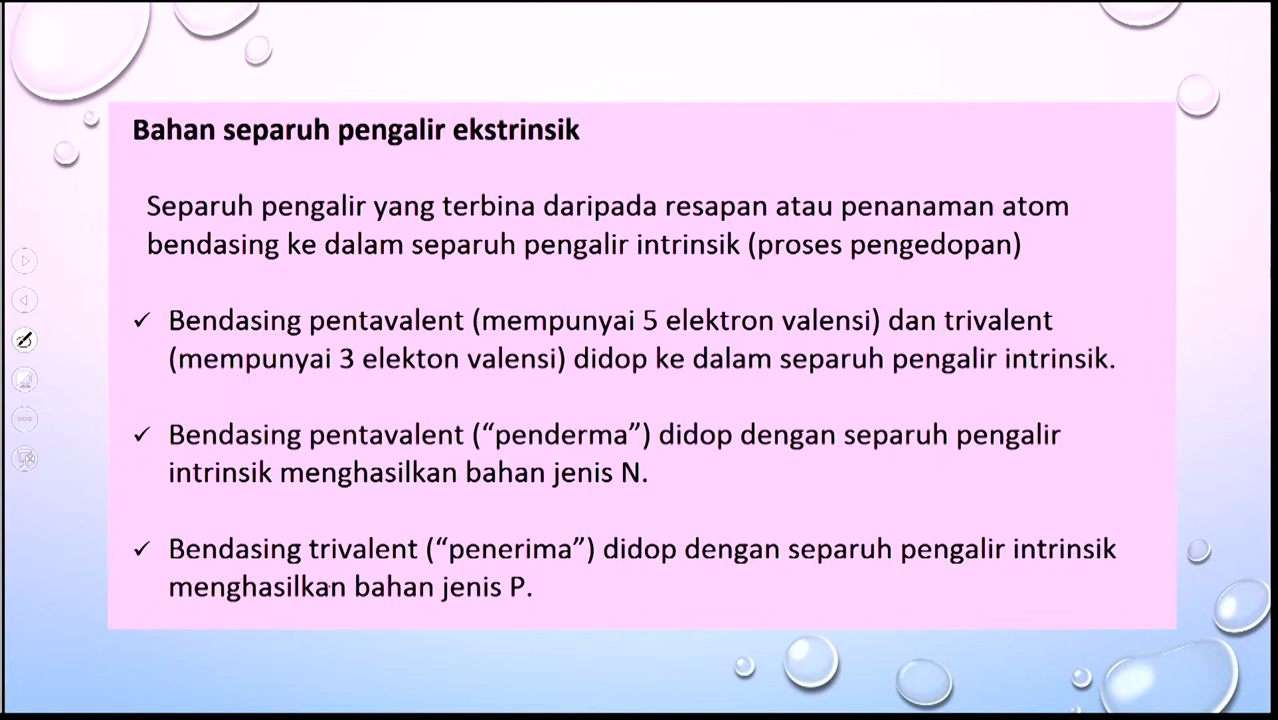 Bahan separuh pengalir ekstrinsik
Separuh pengalir yang terbina daripada resapan atau penanaman atom
bendasing ke dalam separuh pengalir intrinsik (proses pengedopan)
✓ Bendasing pentavalent (mempunyai 5 elektron valensi) dan trivalent
(mempunyai 3 elekton valensi) didop ke dalam separuh pengalir intrinsik.
✓ Bendasing pentavalent (“penderma”) didop dengan separuh pengalir
intrinsik menghasilkan bahan jenis N.
✓ Bendasing trivalent (“penerima”) didop dengan separuh pengalir intrinsik
menghasilkan bahan jenis P.